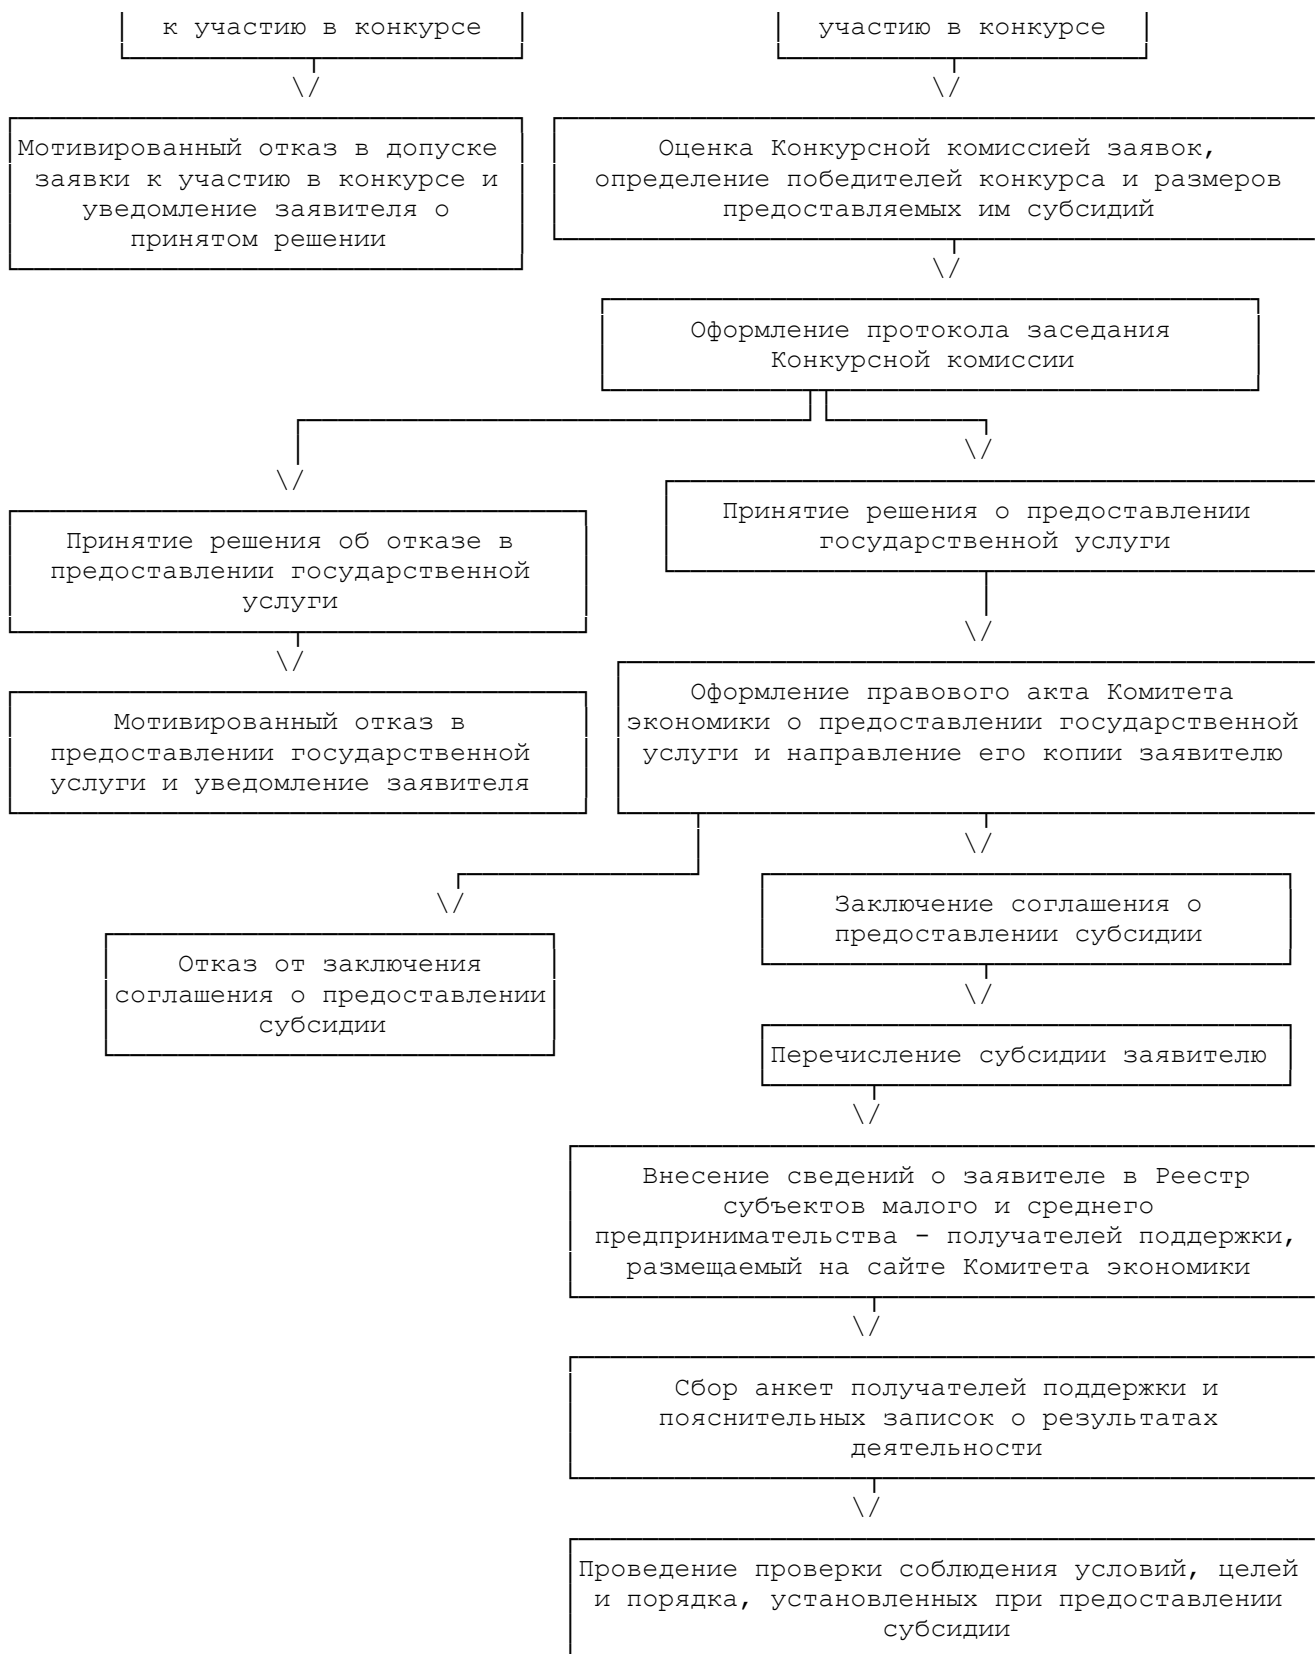 к участию в конкурсе
участию в конкурсе
Мотивированный отказ в допуске
заявки к участию в конкурсе и
уведомление заявителя о
принятом решении
Оценка Конкурсной комиссией заявок,
определение победителей конкурса и размеров
предоставляемых им субсидий
Оформление протокола заседания
Конкурсной комиссии
Принятие решения о предоставлении
государственной услуги
Принятие решения об отказе в
предоставлении государственной
услуги
Оформление правового акта Комитета
экономики о предоставлении государственной
услуги и направление его копии заявителю
Мотивированный отказ в
предоставлении государственной
услуги и уведомление заявителя
Заключение соглашения о
предоставлении субсидии
Отказ от заключения
соглашения о предоставлении
субсидии
Перечисление субсидии заявителю
Внесение сведений о заявителе в Реестр
субъектов малого и среднего
предпринимательства - получателей поддержки,
размещаемый на сайте Комитета экономики
Сбор анкет получателей поддержки и
пояснительных записок о результатах
деятельности
Проведение проверки соблюдения условий, целей
и порядка, установленных при предоставлении
субсидии